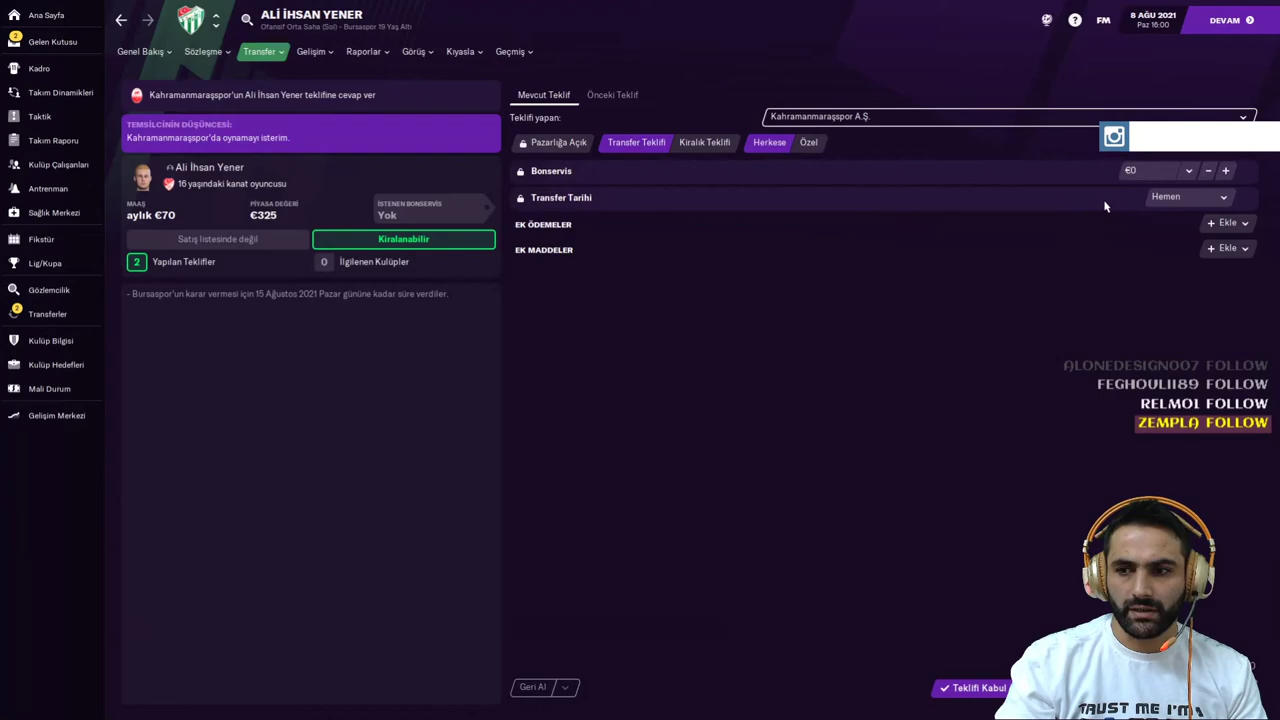 ALİ İHSAN YENER
Ofansif Orta Saha (Sol) - Bursaspor 19 Yaş Altı
FM
8 AĞU 2021
Paz 16:00
DEVAM
Ana Sayfa
2
Gelen Kutusu
Kadro
Takım Dinamikleri
Taktik
Takım Raporu
Kulüp Çalışanları
Antrenman
Sağlık Merkezi
Fikstür
Lig/Kupa
Gözlemcilik
2
Transferler
Kulüp Bilgisi
Kulüp Hedefleri
Mali Durum
Gelişim Merkezi
Genel Bakış
Sözleşme
Transfer
Gelişim
Raporlar
Görüş
Kıyasla
Geçmiş
Kahramanmaraşspor'un Ali İhsan Yener teklifine cevap ver
TEMSİLCİNİN DÜŞÜNCESİ:
Kahramanmaraşspor'da oynamayı isterim.
Ali İhsan Yener
16 yaşındaki kanat oyuncusu
MAAŞ
aylık €70
PİYASA DEĞERİ
€325
İSTENEN BONSERVİS
Yok
Satış listesinde değil
Kiralanabilir
2 Yapılan Teklifler
0 İlgilenen Kulüpler
- Bursaspor'un karar vermesi için 15 Ağustos 2021 Pazar gününe kadar süre verdiler.
Mevcut Teklif
Önceki Teklif
Teklifi yapan:
Kahramanmaraşspor A.Ş.
Pazarlığa Açık
Transfer Teklifi
Kiralık Teklifi
Herkese
Özel
Bonservis
€0
Transfer Tarihi
Hemen
EK ÖDEMELER
+ Ekle
EK MADDELER
+ Ekle
ALONEDESIGN007 FOLLOW
FEGHOULI189 FOLLOW
RELMO1 FOLLOW
ZEMPLA FOLLOW
Geri Al
Teklifi Kabul
TRUST ME I'M